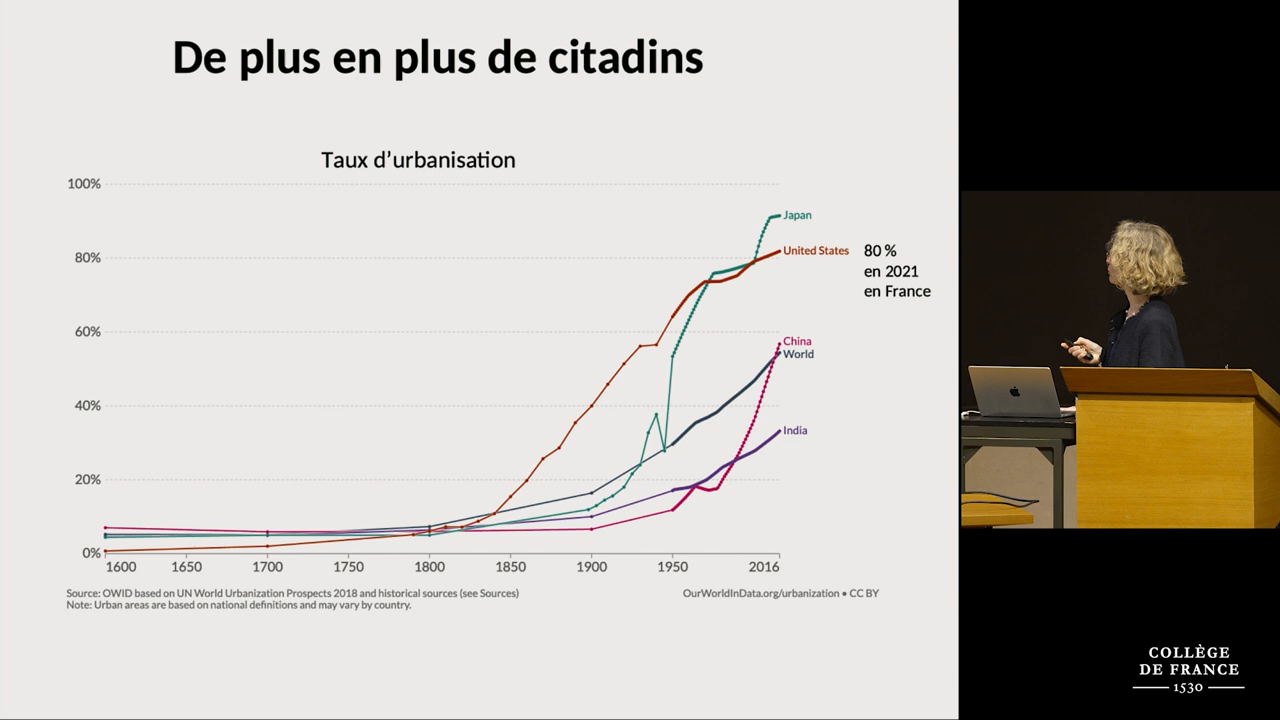 De plus en plus de citadins
Taux d’urbanisation
100%
80%
60%
40%
20%
0%
1600
1650
1700
1750
1800
1850
1900
1950
2016
Japan
United States
80 %
en 2021
en France
China
World
India
Source: OWID based on UN World Urbanization Prospects 2018 and historical sources (see Sources)
Note: Urban areas are based on national definitions and may vary by country.
OurWorldInData.org/urbanization • CC BY
COLLÈGE
DE FRANCE
1530